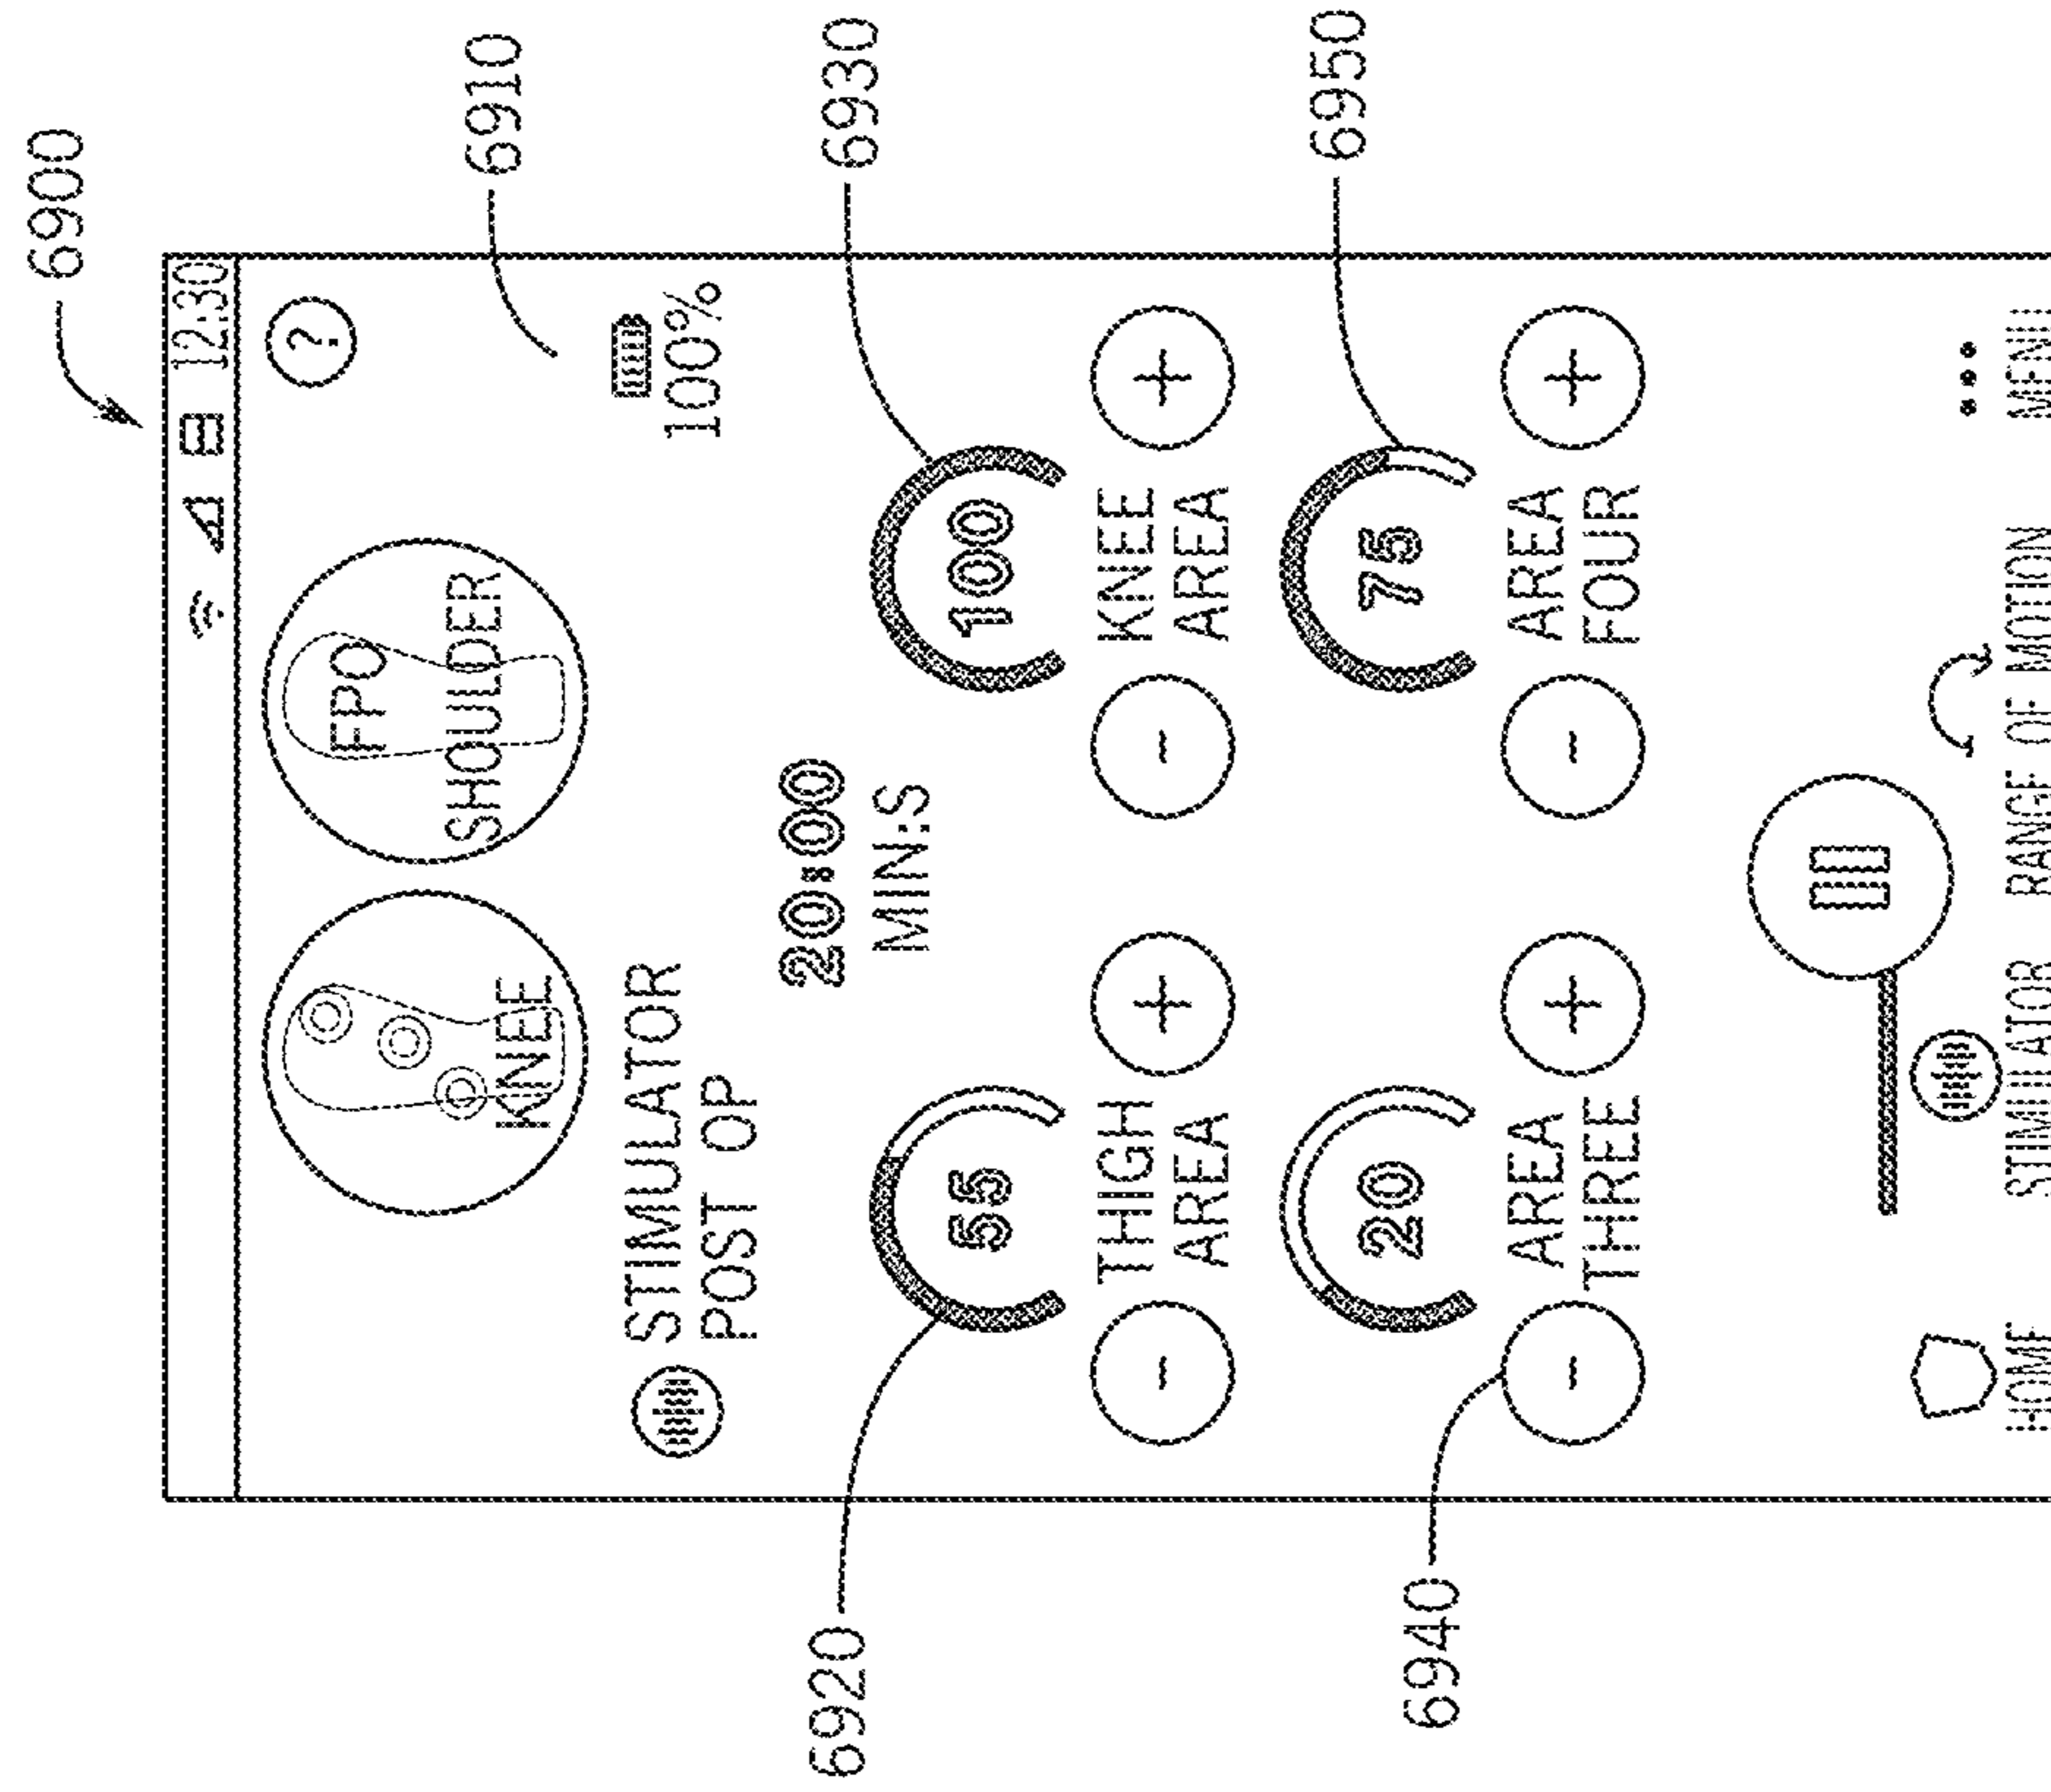 6900
12:30
?
6910
KNEE
FPO
SHOULDER
STIMULATOR
POST OP
100%
20:00
MIN:S
6920
55
100
6930
THIGH
AREA
KNEE
AREA
- +
- +
20
75
6950
6940
AREA
THREE
AREA
FOUR
- +
- +
HOME
STIMULATOR
RANGE OF MOTION
MENU